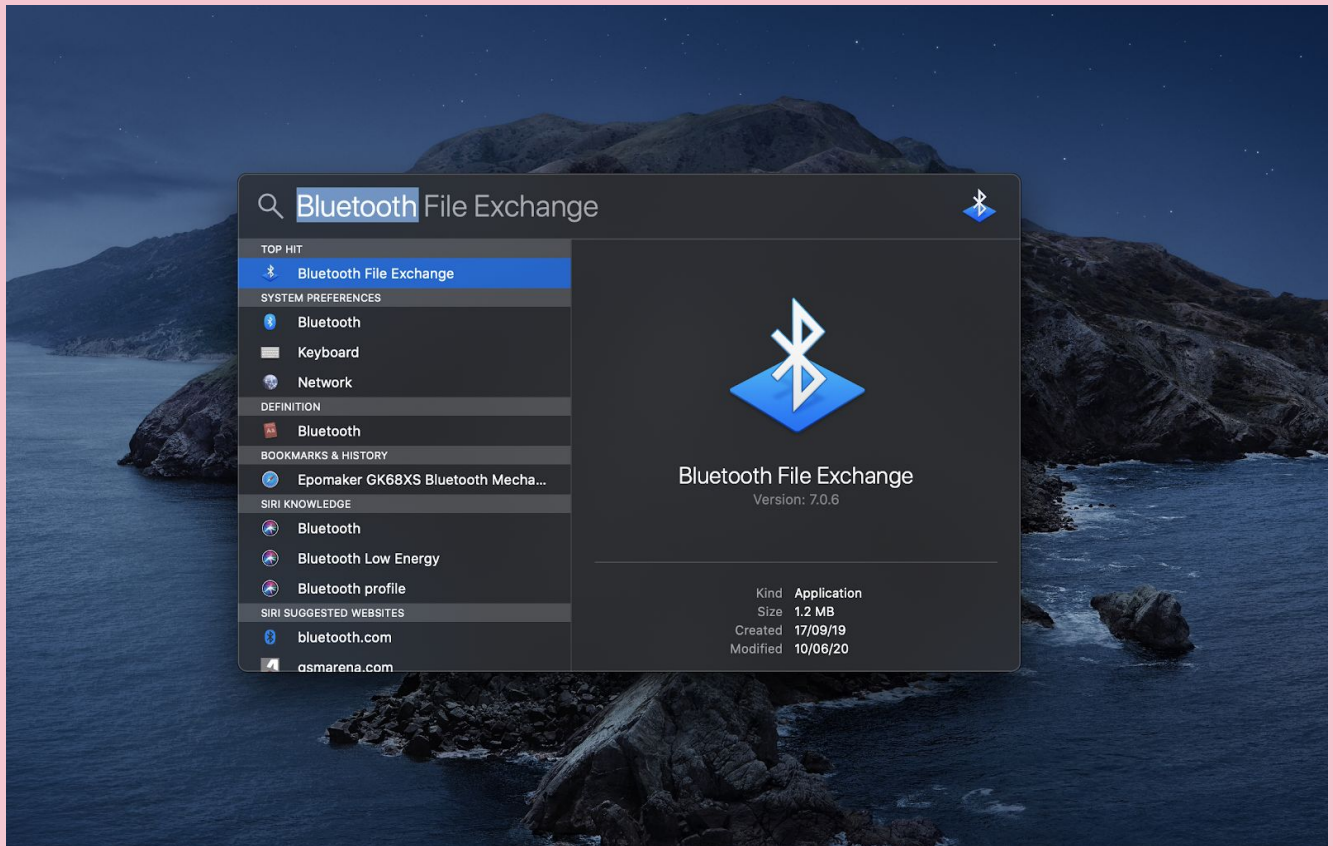 Bluetooth File Exchange
TOP HIT
Bluetooth File Exchange
SYSTEM PREFERENCES
Bluetooth
Keyboard
Network
DEFINITION
Bluetooth
BOOKMARKS & HISTORY
Epomaker GK68XS Bluetooth Mecha...
SIRI KNOWLEDGE
Bluetooth
Bluetooth Low Energy
Bluetooth profile
SIRI SUGGESTED WEBSITES
bluetooth.com
gsmarena.com
Bluetooth File Exchange
Version: 7.0.6
Kind Application
Size 1.2 MB
Created 17/09/19
Modified 10/06/20